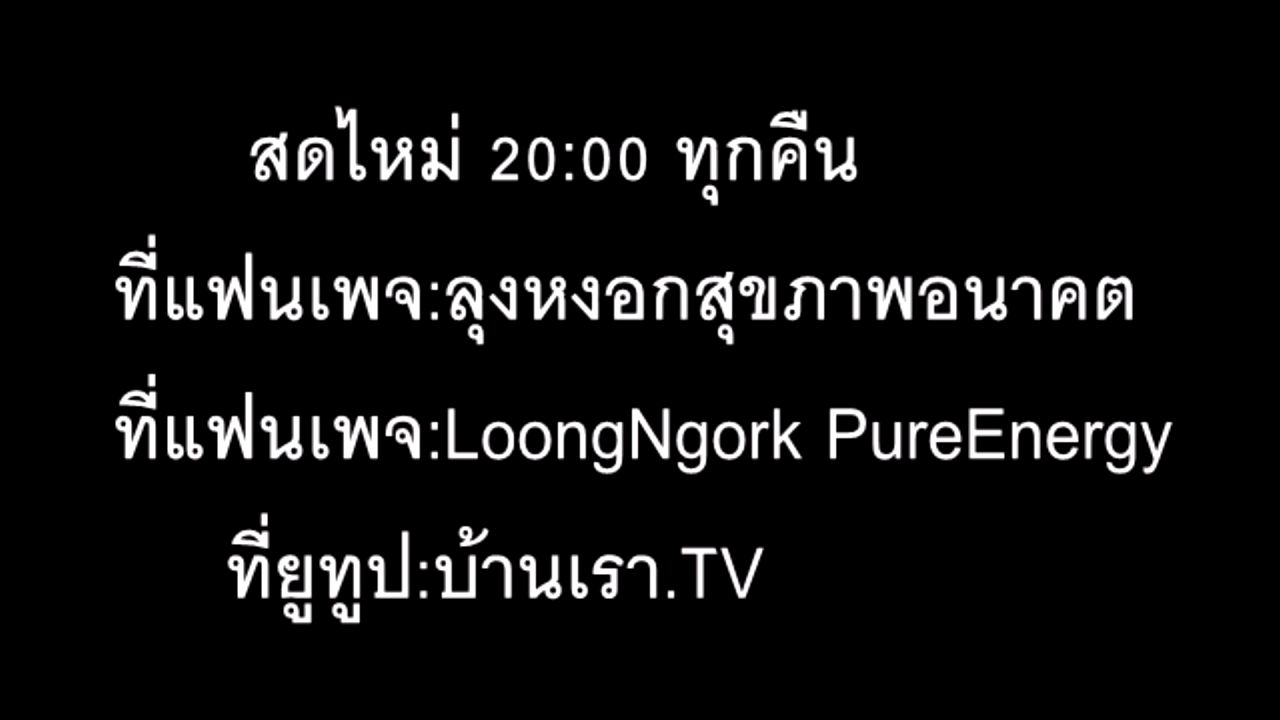 สดไหม่ 20:00 ทุกคืน
ที่แฟนเพจ:ลุงหงอกสุขภาพอนาคต
ที่แฟนเพจ:LoongNgork PureEnergy
ที่ยูทูป:บ้านเรา.TV